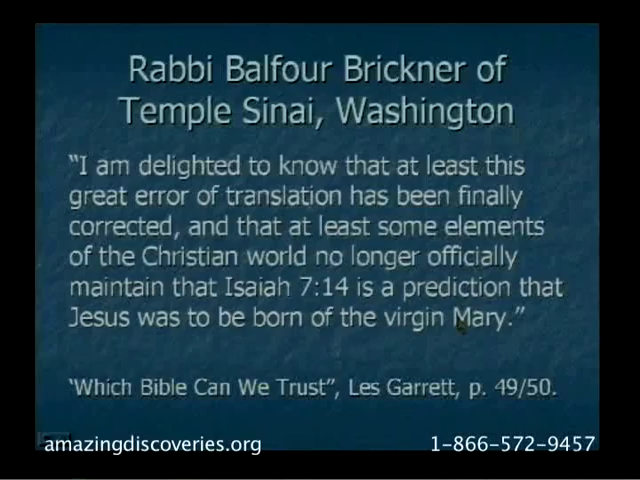 Rabbi Balfour Brickner of
Temple Sinai, Washington
“I am delighted to know that at least this
great error of translation has been finally
corrected, and that at least some elements
of the Christian world no longer officially
maintain that Isaiah 7:14 is a prediction that
Jesus was to be born of the virgin Mary.”
‘Which Bible Can We Trust”, Les Garrett, p. 49/50.
amazingdiscoveries.org 1-866-572-9457